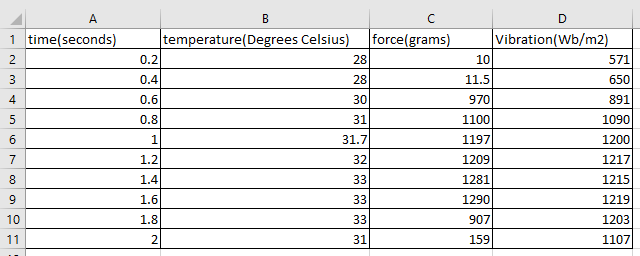 A B C D
1 time(seconds) temperature(Degrees Celsius) force(grams) Vibration(Wb/m2)
2 0.2 28 10 571
3 0.4 28 11.5 650
4 0.6 30 970 891
5 0.8 31 1100 1090
6 1 31.7 1197 1200
7 1.2 32 1209 1217
8 1.4 33 1281 1215
9 1.6 33 1290 1219
10 1.8 33 907 1203
11 2 31 159 1107